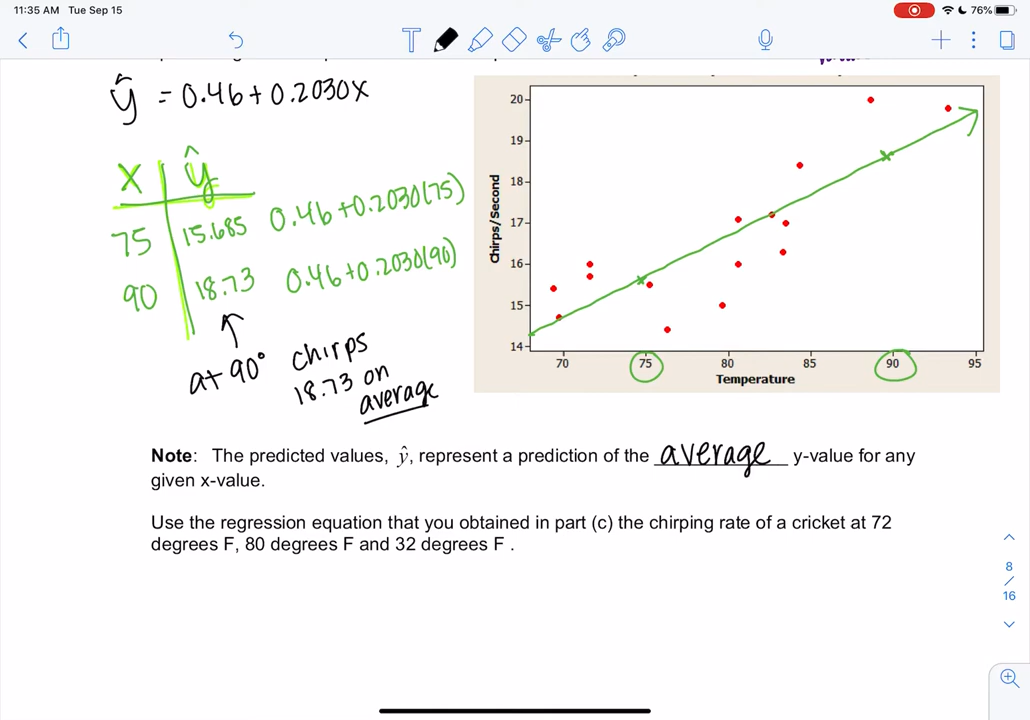 11:35 AM Tue Sep 15
76%
T
ŷ = 0.46+0.2030x
x ŷ
75 15.685 0.46+0.2030(75)
90 18.73 0.46+0.2030(90)
at 90° chirps
18.73 on
average
20
19
18
17
16
15
14
Chirps/Second
70 75 80 85 90 95
Temperature
Note: The predicted values, ŷ, represent a prediction of the average y-value for any
given x-value.
Use the regression equation that you obtained in part (c) the chirping rate of a cricket at 72
degrees F, 80 degrees F and 32 degrees F .
8
/
16